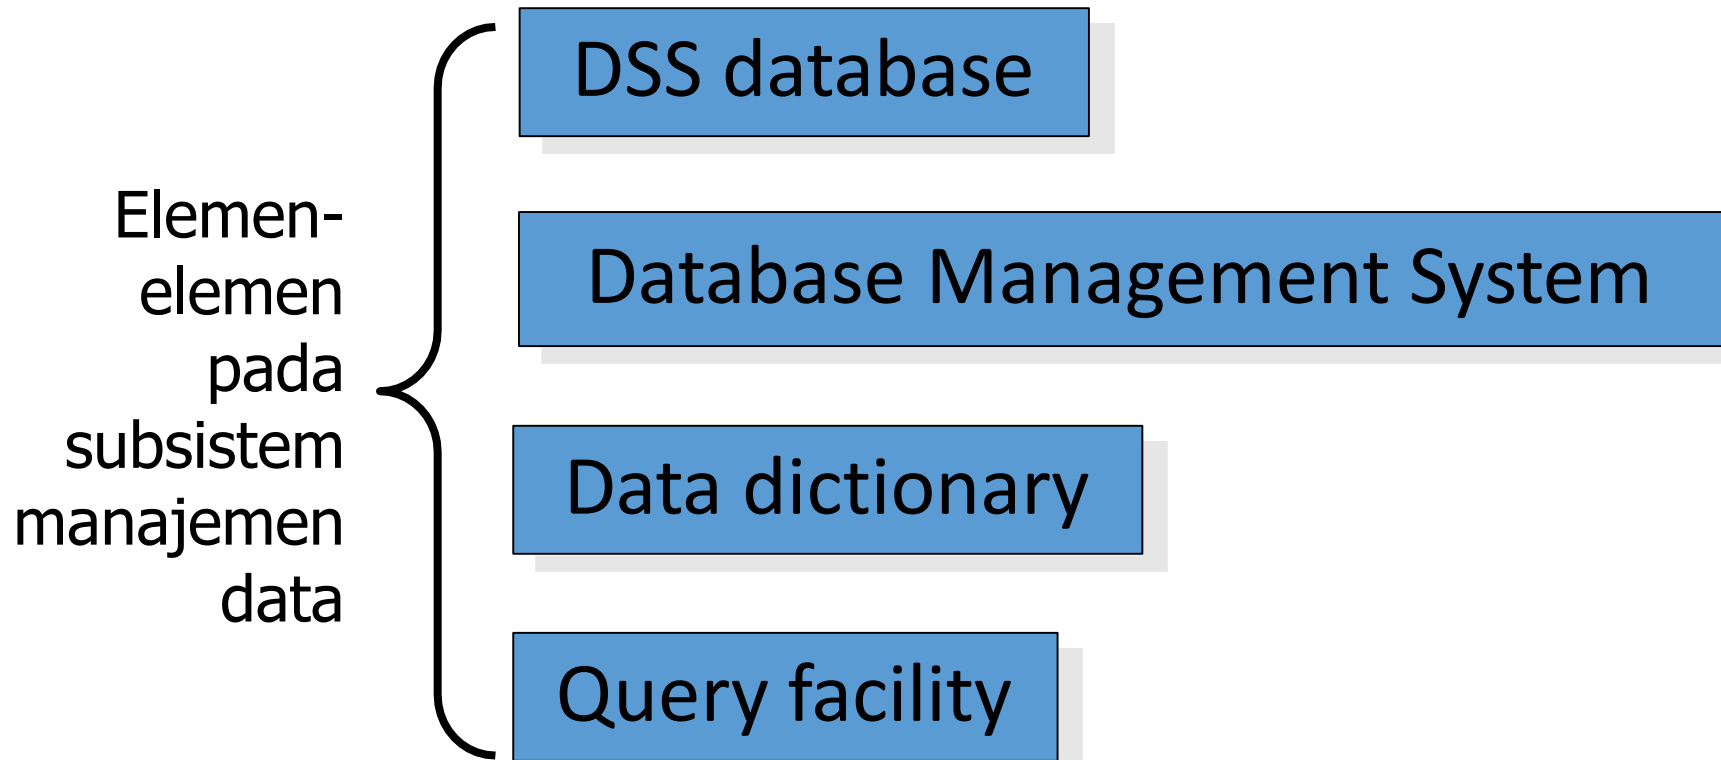 Elemen-
elemen
pada
subsistem
manajemen
data
DSS database
Database Management System
Data dictionary
Query facility